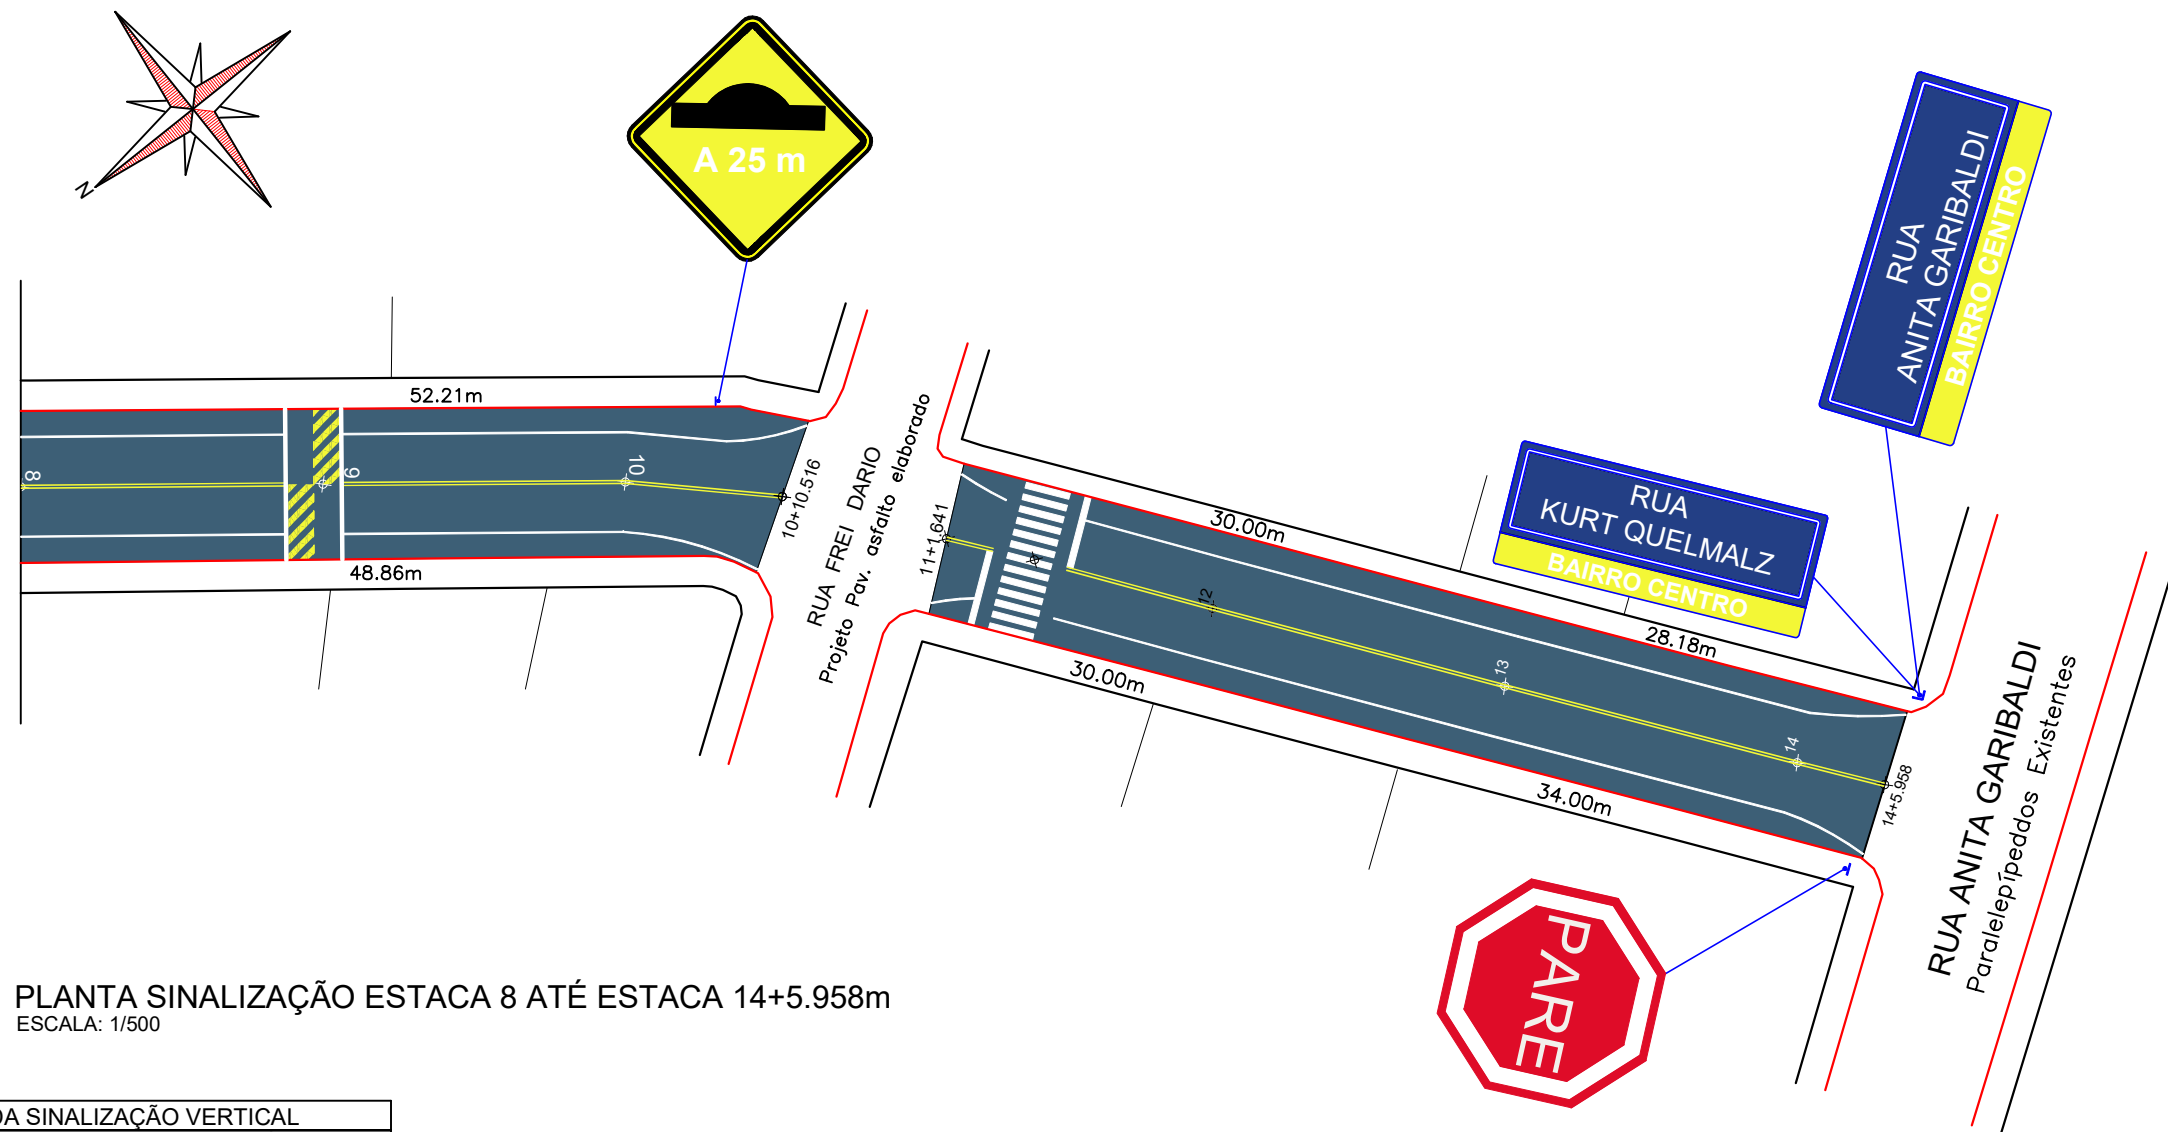 N
A 25 m
RUA
ANITA GARIBALDI
BAIRRO CENTRO
RUA
KURT QUELMALZ
BAIRRO CENTRO
52.21m
48.86m
8
9
10
10+10.516
RUA FREI DARIO
Projeto Pav. asfalto elaborado
11+1.641
30.00m
28.18m
12
13
14
14+5.958
30.00m
34.00m
RUA ANITA GARIBALDI
Paralelepípeddos Existentes
PARE
PLANTA SINALIZAÇÃO ESTACA 8 ATÉ ESTACA 14+5.958m
ESCALA: 1/500
DA SINALIZAÇÃO VERTICAL